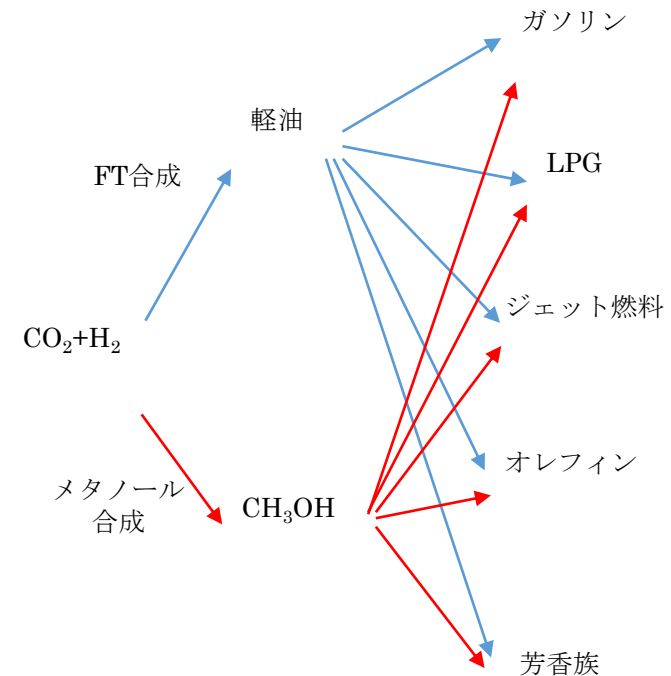 ガソリン
軽油
LPG
FT合成
ジェット燃料
CO₂+H₂
オレフィン
メタノール
合成
CH₃OH
芳香族